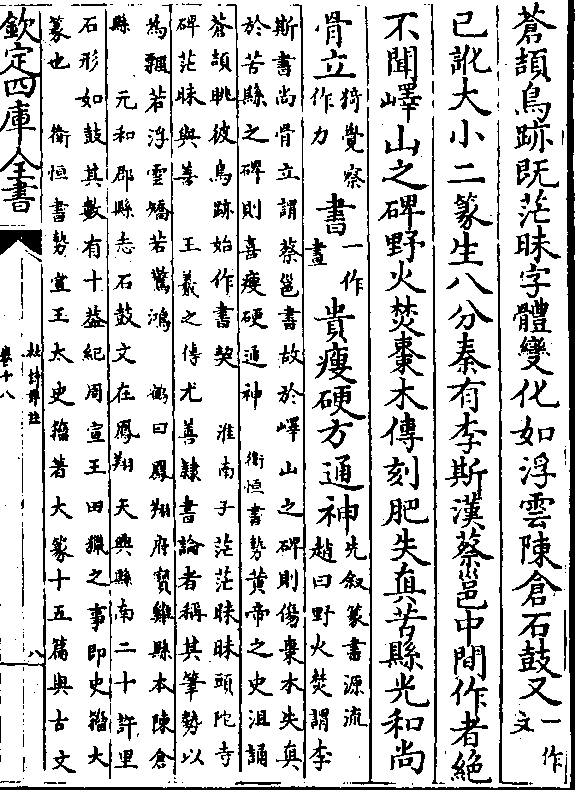 蒼頡鳥跡既茫昧字體變化如浮雲陳倉石鼓又一作文
已訛大小二篆生八分秦有李斯漢蔡邕中間作者絶
不聞嶧山之碑野火焚棗木傳刻肥失真苦縣光和尚
骨立猗覺察作力書一作畫貴瘦硬方通神先叙篆書源流
趙曰野火焚謂李
斯書尚骨立謂蔡邕書故於嶧山之碑則傷棗木失真
於苦縣之碑則喜瘦硬通神 衛恒書勢黄帝之史沮誦
蒼頡眺彼鳥跡始作書契 淮南子茫茫昧昧頭陀寺
碑茫昧與善 王羲之傳尤善隸書論者稱其筆勢以
為飄若浮雲矯若驚鴻 鮑曰鳳翔府寶雞縣本陳倉
縣 元和郡縣志石鼓文在鳳翔天興縣南二十許里
石形如鼓其數有十葢紀周宣王田獵之事即史籀大
篆也 衛恒書勢宣王太史籀著大篆十五篇與古文
欽定四庫全書
杜詩詳註
卷十八
八